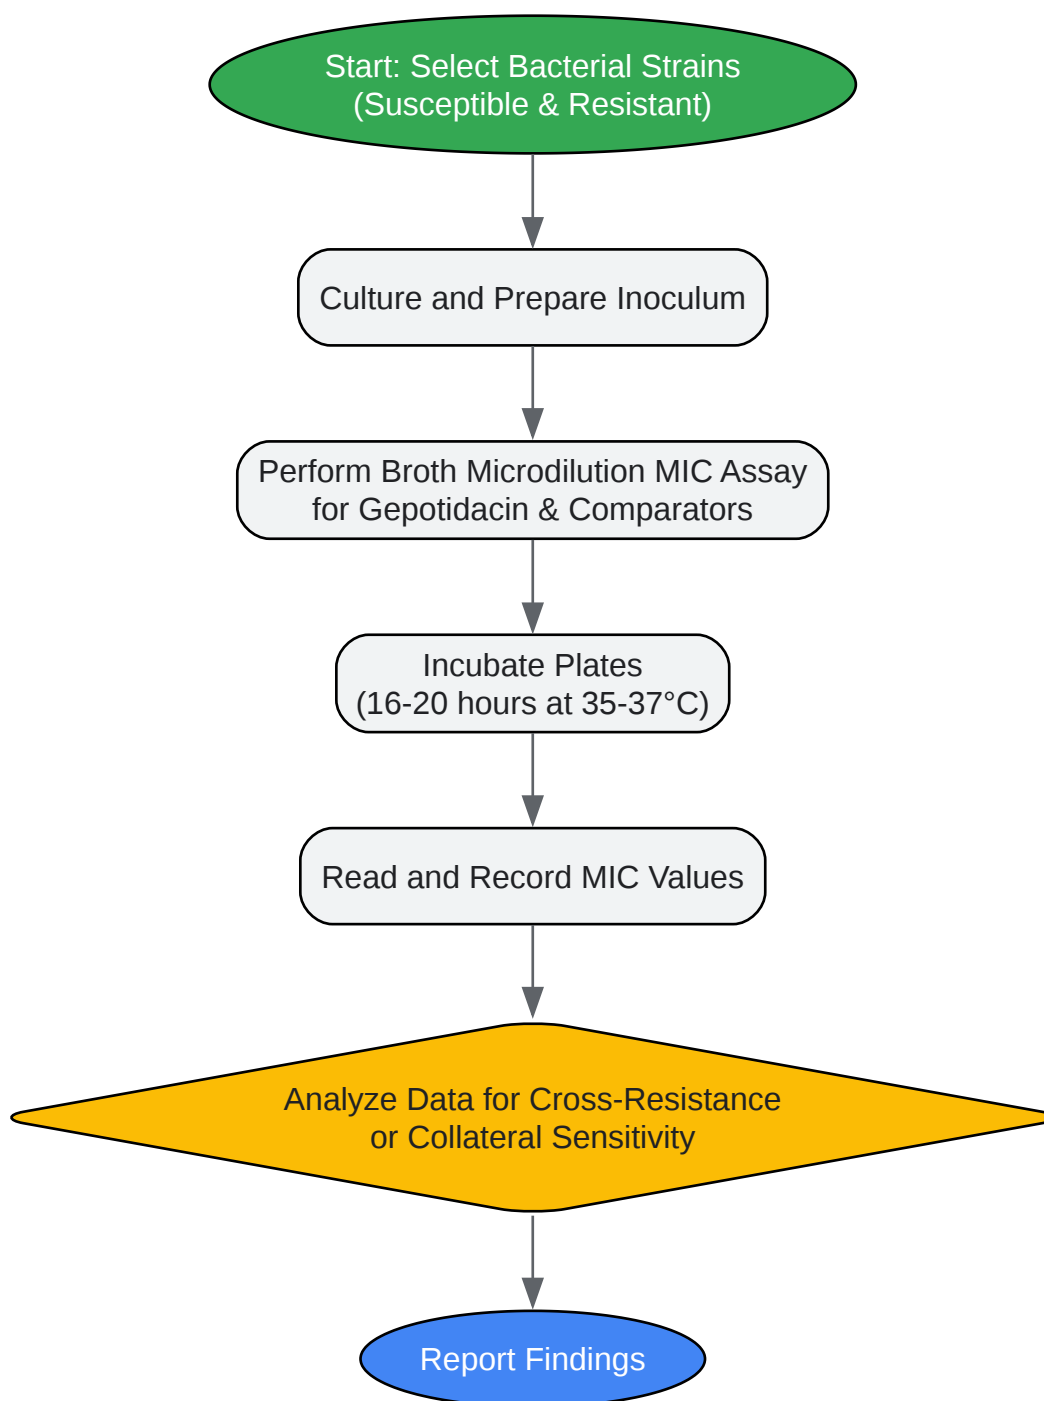 Start: Select Bacterial Strains
(Susceptible & Resistant)
Culture and Prepare Inoculum
Perform Broth Microdilution MIC Assay
for Gepotidacin & Comparators
Incubate Plates
(16-20 hours at 35-37°C)
Read and Record MIC Values
Analyze Data for Cross-Resistance
or Collateral Sensitivity
Report Findings